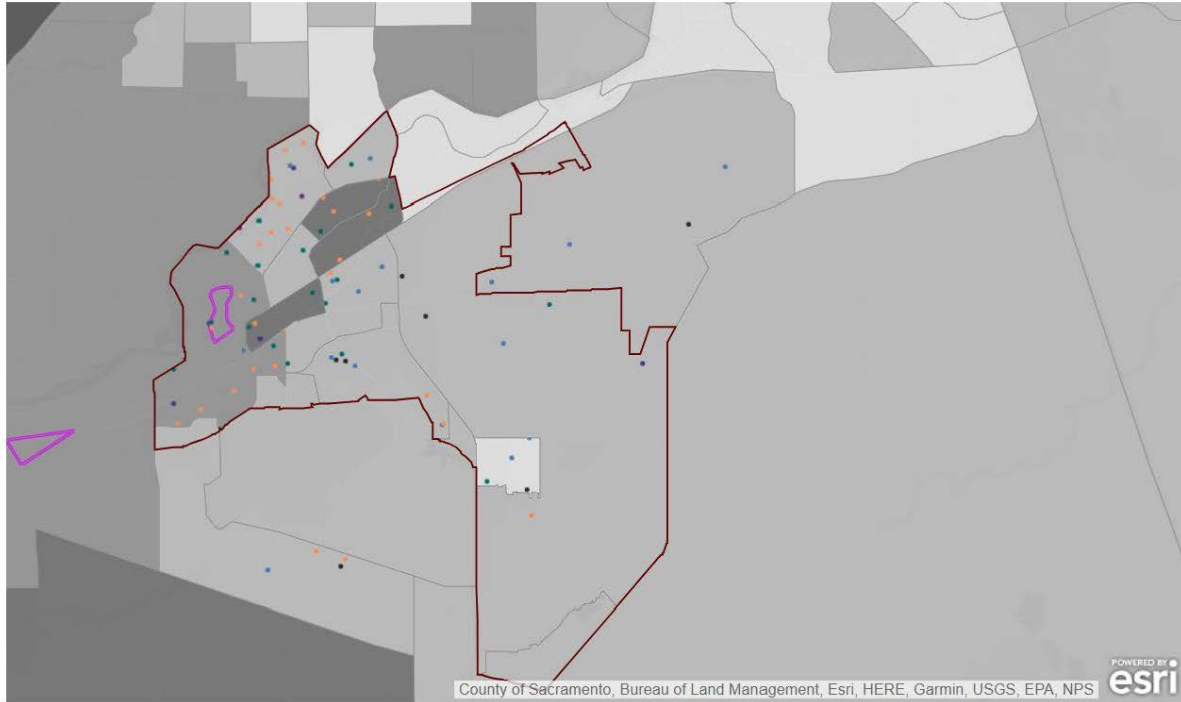 POWERED BY
esri
County of Sacramento, Bureau of Land Management, Esri, HERE, Garmin, USGS, EPA, NPS